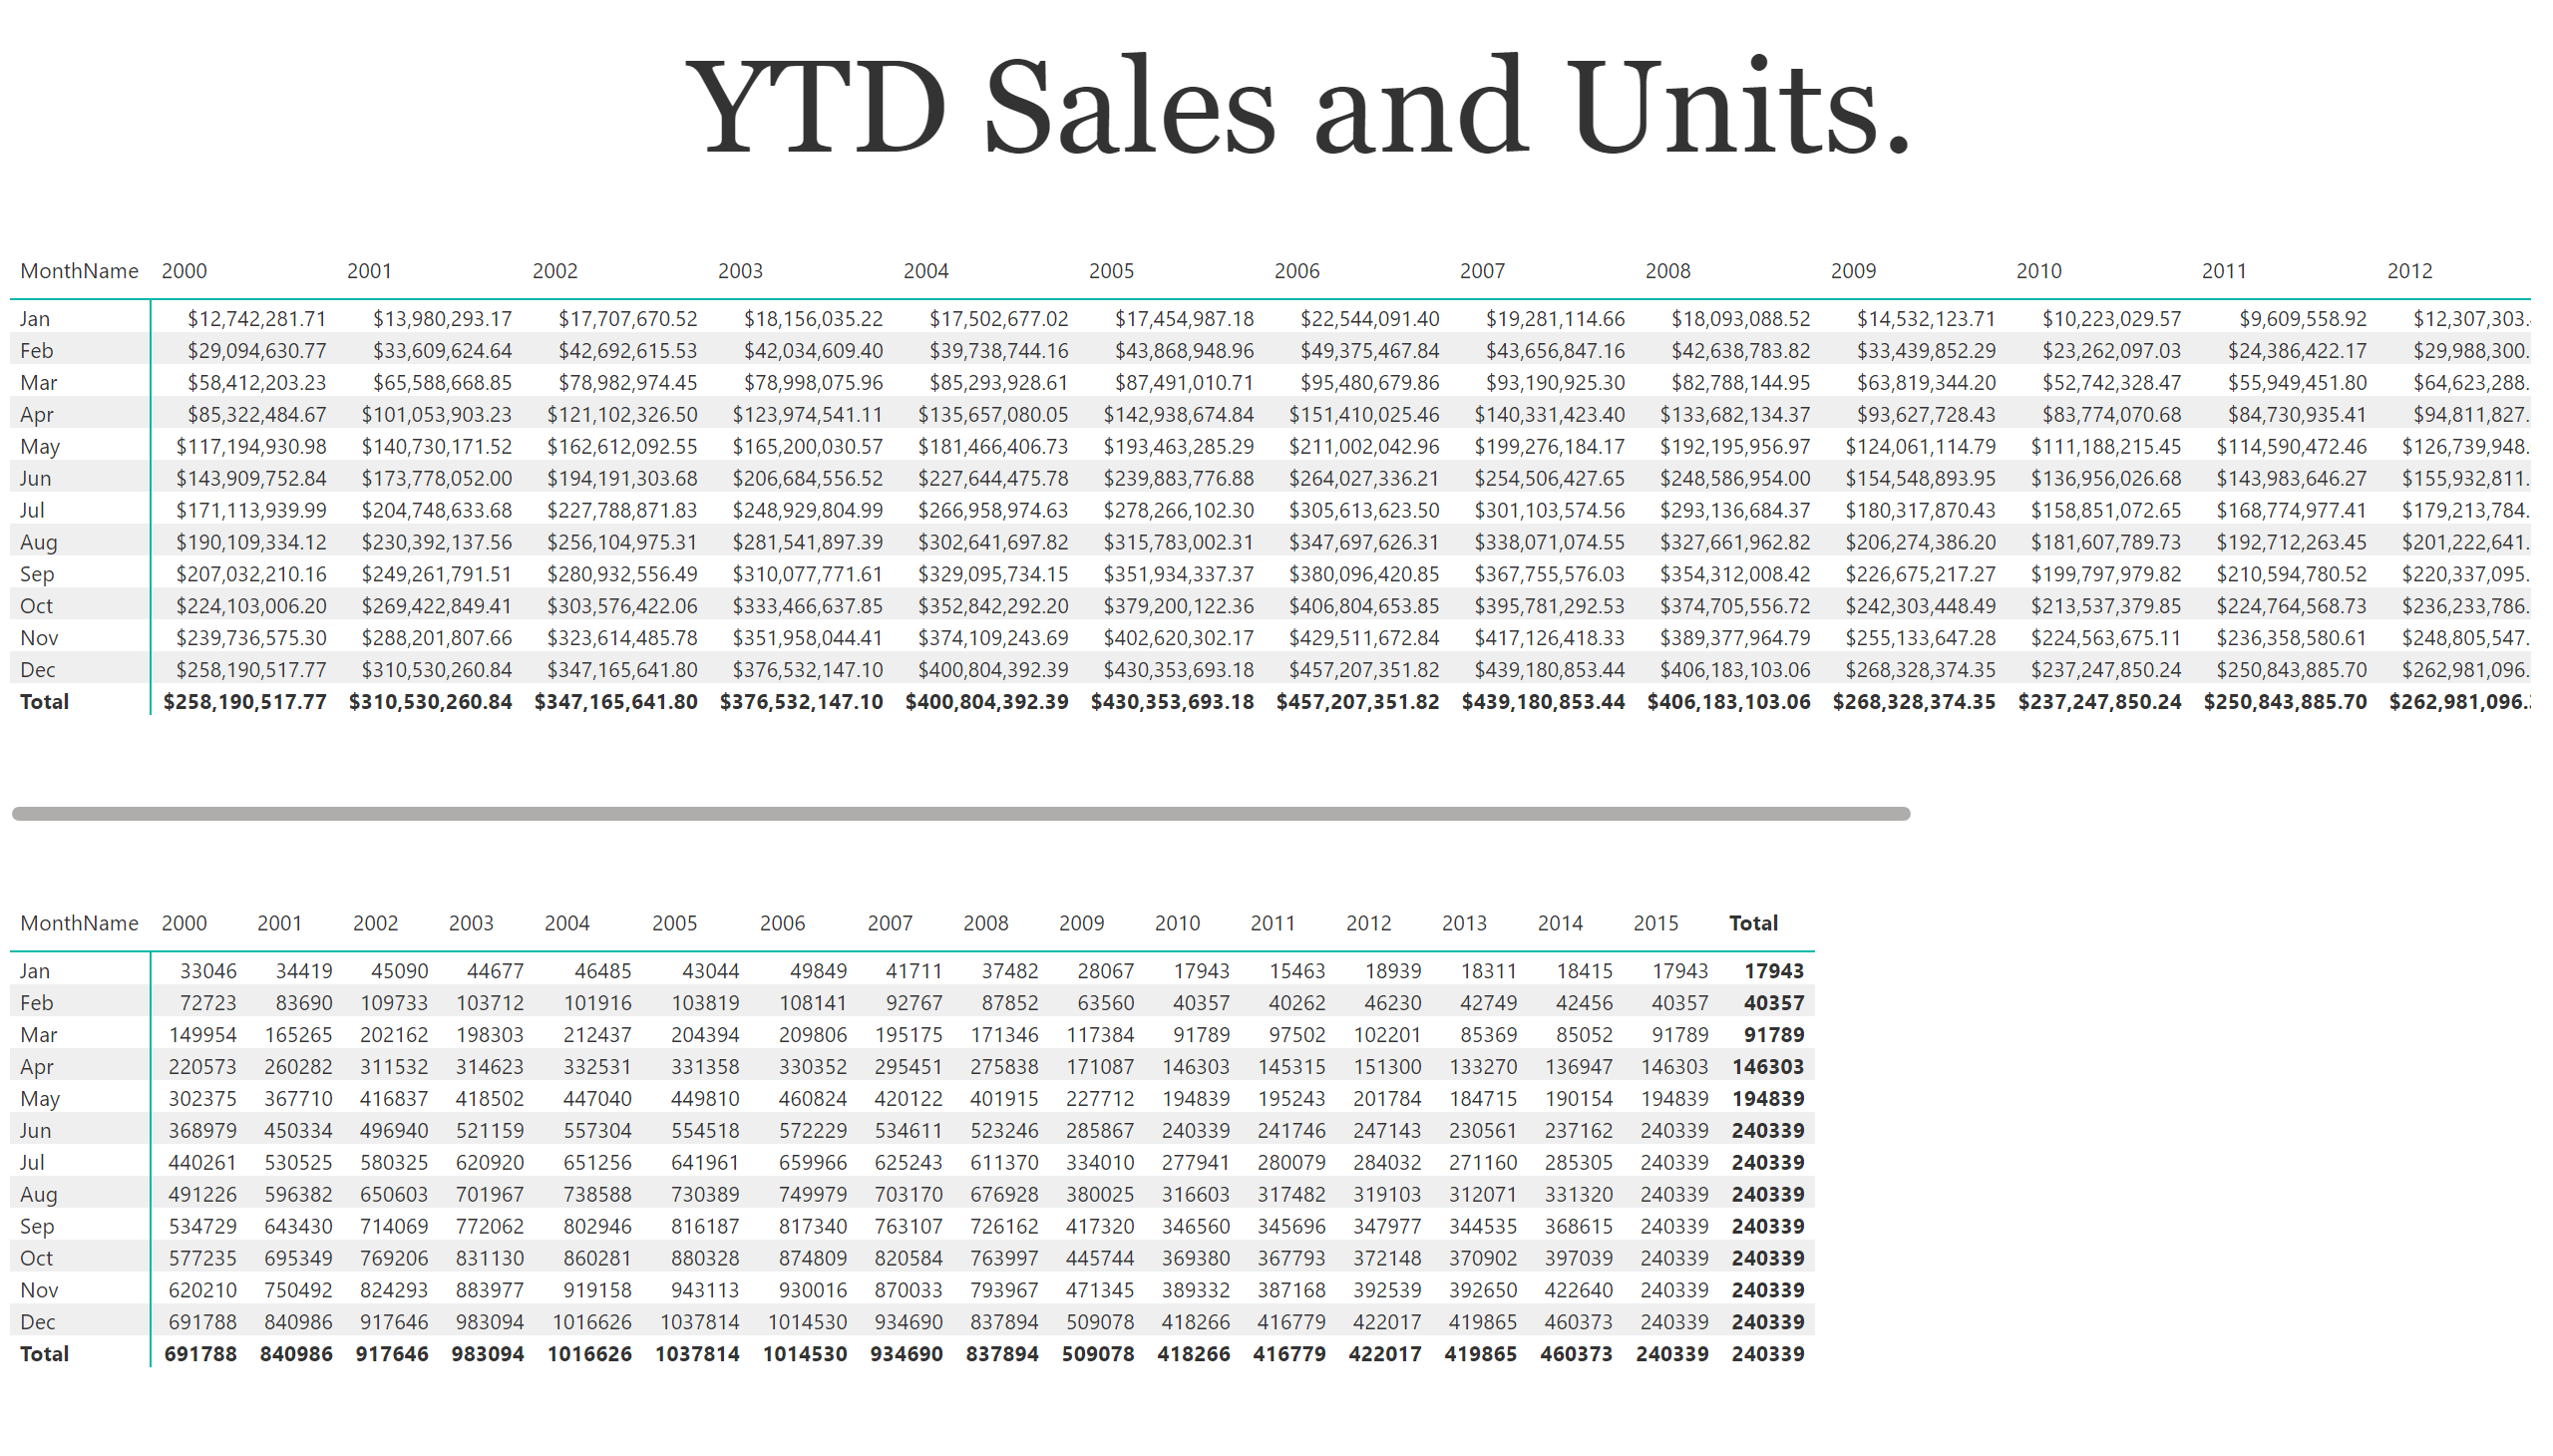 YTD Sales and Units.
MonthName 2000 2001 2002 2003 2004 2005 2006 2007 2008 2009 2010 2011 2012
Jan $12,742,281.71 $13,980,293.17 $17,707,670.52 $18,156,035.22 $17,502,677.02 $17,454,987.18 $22,544,091.40 $19,281,114.66 $18,093,088.52 $14,532,123.71 $10,223,029.57 $9,609,558.92 $12,307,303.
Feb $29,094,630.77 $33,609,624.64 $42,692,615.53 $42,034,609.40 $39,738,744.16 $43,868,948.96 $49,375,467.84 $43,656,847.16 $42,638,783.82 $33,439,852.29 $23,262,097.03 $24,386,422.17 $29,988,300.
Mar $58,412,203.23 $65,588,668.85 $78,982,974.45 $78,998,075.96 $85,293,928.61 $87,491,010.71 $95,480,679.86 $93,190,925.30 $82,788,144.95 $63,819,344.20 $52,742,328.47 $55,949,451.80 $64,623,288.
Apr $85,322,484.67 $101,053,903.23 $121,102,326.50 $123,974,541.11 $135,657,080.05 $142,938,674.84 $151,410,025.46 $140,331,423.40 $133,682,134.37 $93,627,728.43 $83,774,070.68 $84,730,935.41 $94,811,827.
May $117,194,930.98 $140,730,171.52 $162,612,092.55 $165,200,030.57 $181,466,406.73 $193,463,285.29 $211,002,042.96 $199,276,184.17 $192,195,956.97 $124,061,114.79 $111,188,215.45 $114,590,472.46 $126,739,948.
Jun $143,909,752.84 $173,778,052.00 $194,191,303.68 $206,684,556.52 $227,644,475.78 $239,883,776.88 $264,027,336.21 $254,506,427.65 $248,586,954.00 $154,548,893.95 $136,956,026.68 $143,983,646.27 $155,932,811.
Jul $171,113,939.99 $204,748,633.68 $227,788,871.83 $248,929,804.99 $266,958,974.63 $278,266,102.30 $305,613,623.50 $301,103,574.56 $293,136,684.37 $180,317,870.43 $158,851,072.65 $168,774,977.41 $179,213,784.
Aug $190,109,334.12 $230,392,137.56 $256,104,975.31 $281,541,897.39 $302,641,697.82 $315,783,002.31 $347,697,626.31 $338,071,074.55 $327,661,962.82 $206,274,386.20 $181,607,789.73 $192,712,263.45 $201,222,641.
Sep $207,032,210.16 $249,261,791.51 $280,932,556.49 $310,077,771.61 $329,095,734.15 $351,934,337.37 $380,096,420.85 $367,755,576.03 $354,312,008.42 $226,675,217.27 $199,797,979.82 $210,594,780.52 $220,337,095.
Oct $224,103,006.20 $269,422,849.41 $303,576,422.06 $333,466,637.85 $352,842,292.20 $379,200,122.36 $406,804,653.85 $395,781,292.53 $374,705,556.72 $242,303,448.49 $213,537,379.85 $224,764,568.73 $236,233,786.
Nov $239,736,575.30 $288,201,807.66 $323,614,485.78 $351,958,044.41 $374,109,243.69 $402,620,302.17 $429,511,672.84 $417,126,418.33 $389,377,964.79 $255,133,647.28 $224,563,675.11 $236,358,580.61 $248,805,547.
Dec $258,190,517.77 $310,530,260.84 $347,165,641.80 $376,532,147.10 $400,804,392.39 $430,353,693.18 $457,207,351.82 $439,180,853.44 $406,183,103.06 $268,328,374.35 $237,247,850.24 $250,843,885.70 $262,981,096.
Total $258,190,517.77 $310,530,260.84 $347,165,641.80 $376,532,147.10 $400,804,392.39 $430,353,693.18 $457,207,351.82 $439,180,853.44 $406,183,103.06 $268,328,374.35 $237,247,850.24 $250,843,885.70 $262,981,096.
MonthName 2000 2001 2002 2003 2004 2005 2006 2007 2008 2009 2010 2011 2012 2013 2014 2015 Total
Jan 33046 34419 45090 44677 46485 43044 49849 41711 37482 28067 17943 15463 18939 18311 18415 17943 17943
Feb 72723 83690 109733 103712 101916 103819 108141 92767 87852 63560 40357 40262 46230 42749 42456 40357 40357
Mar 149954 165265 202162 198303 212437 204394 209806 195175 171346 117384 91789 97502 102201 85369 85052 91789 91789
Apr 220573 260282 311532 314623 332531 331358 330352 295451 275838 171087 146303 145315 151300 133270 136947 146303 146303
May 302375 367710 416837 418502 447040 449810 460824 420122 401915 227712 194839 195243 201784 184715 190154 194839 194839
Jun 368979 450334 496940 521159 557304 554518 572229 534611 523246 285867 240339 241746 247143 230561 237162 240339 240339
Jul 440261 530525 580325 620920 651256 641961 659966 625243 611370 334010 277941 280079 284032 271160 285305 240339 240339
Aug 491226 596382 650603 701967 738588 730389 749979 703170 676928 380025 316603 317482 319103 312071 331320 240339 240339
Sep 534729 643430 714069 772062 802946 816187 817340 763107 726162 417320 346560 345696 347977 344535 368615 240339 240339
Oct 577235 695349 769206 831130 860281 880328 874809 820584 763997 445744 369380 367793 372148 370902 397039 240339 240339
Nov 620210 750492 824293 883977 919158 943113 930016 870033 793967 471345 389332 387168 392539 392650 422640 240339 240339
Dec 691788 840986 917646 983094 1016626 1037814 1014530 934690 837894 509078 418266 416779 422017 419865 460373 240339 240339
Total 691788 840986 917646 983094 1016626 1037814 1014530 934690 837894 509078 418266 416779 422017 419865 460373 240339 240339